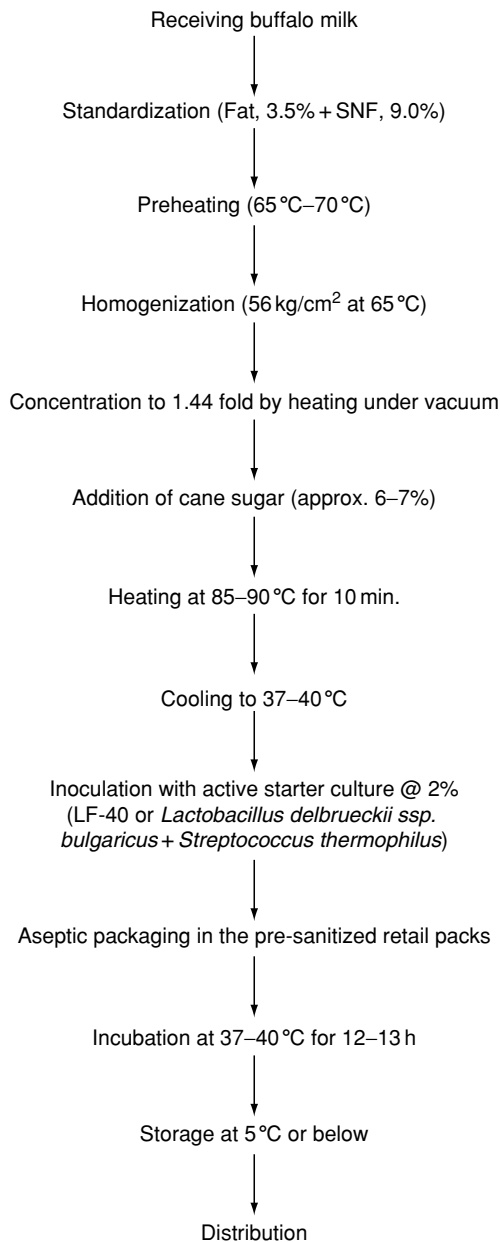 Receiving buffalo milk
Standardization (Fat, 3.5% + SNF, 9.0%)
Preheating (65 °C–70 °C)
Homogenization (56 kg/cm² at 65 °C)
Concentration to 1.44 fold by heating under vacuum
Addition of cane sugar (approx. 6–7%)
Heating at 85–90 °C for 10 min.
Cooling to 37–40 °C
Inoculation with active starter culture @ 2%
(LF-40 or Lactobacillus delbrueckii ssp.
bulgaricus + Streptococcus thermophilus)
Aseptic packaging in the pre-sanitized retail packs
Incubation at 37–40 °C for 12–13 h
Storage at 5 °C or below
Distribution